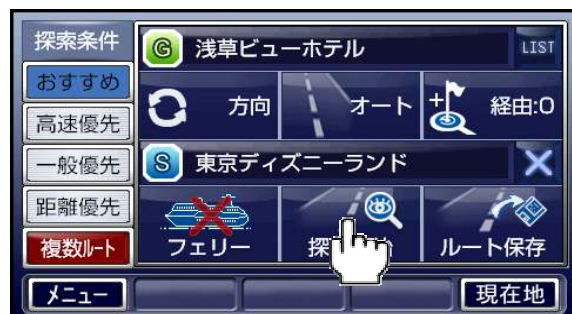 探索条件
G 浅草ビューホテル LIST
おすすめ
方向 オート 経由:0
高速優先
一般優先
S 東京ディズニーランド
距離優先
複数ルート
フェリー 探 ルート保存
メニュー 現在地